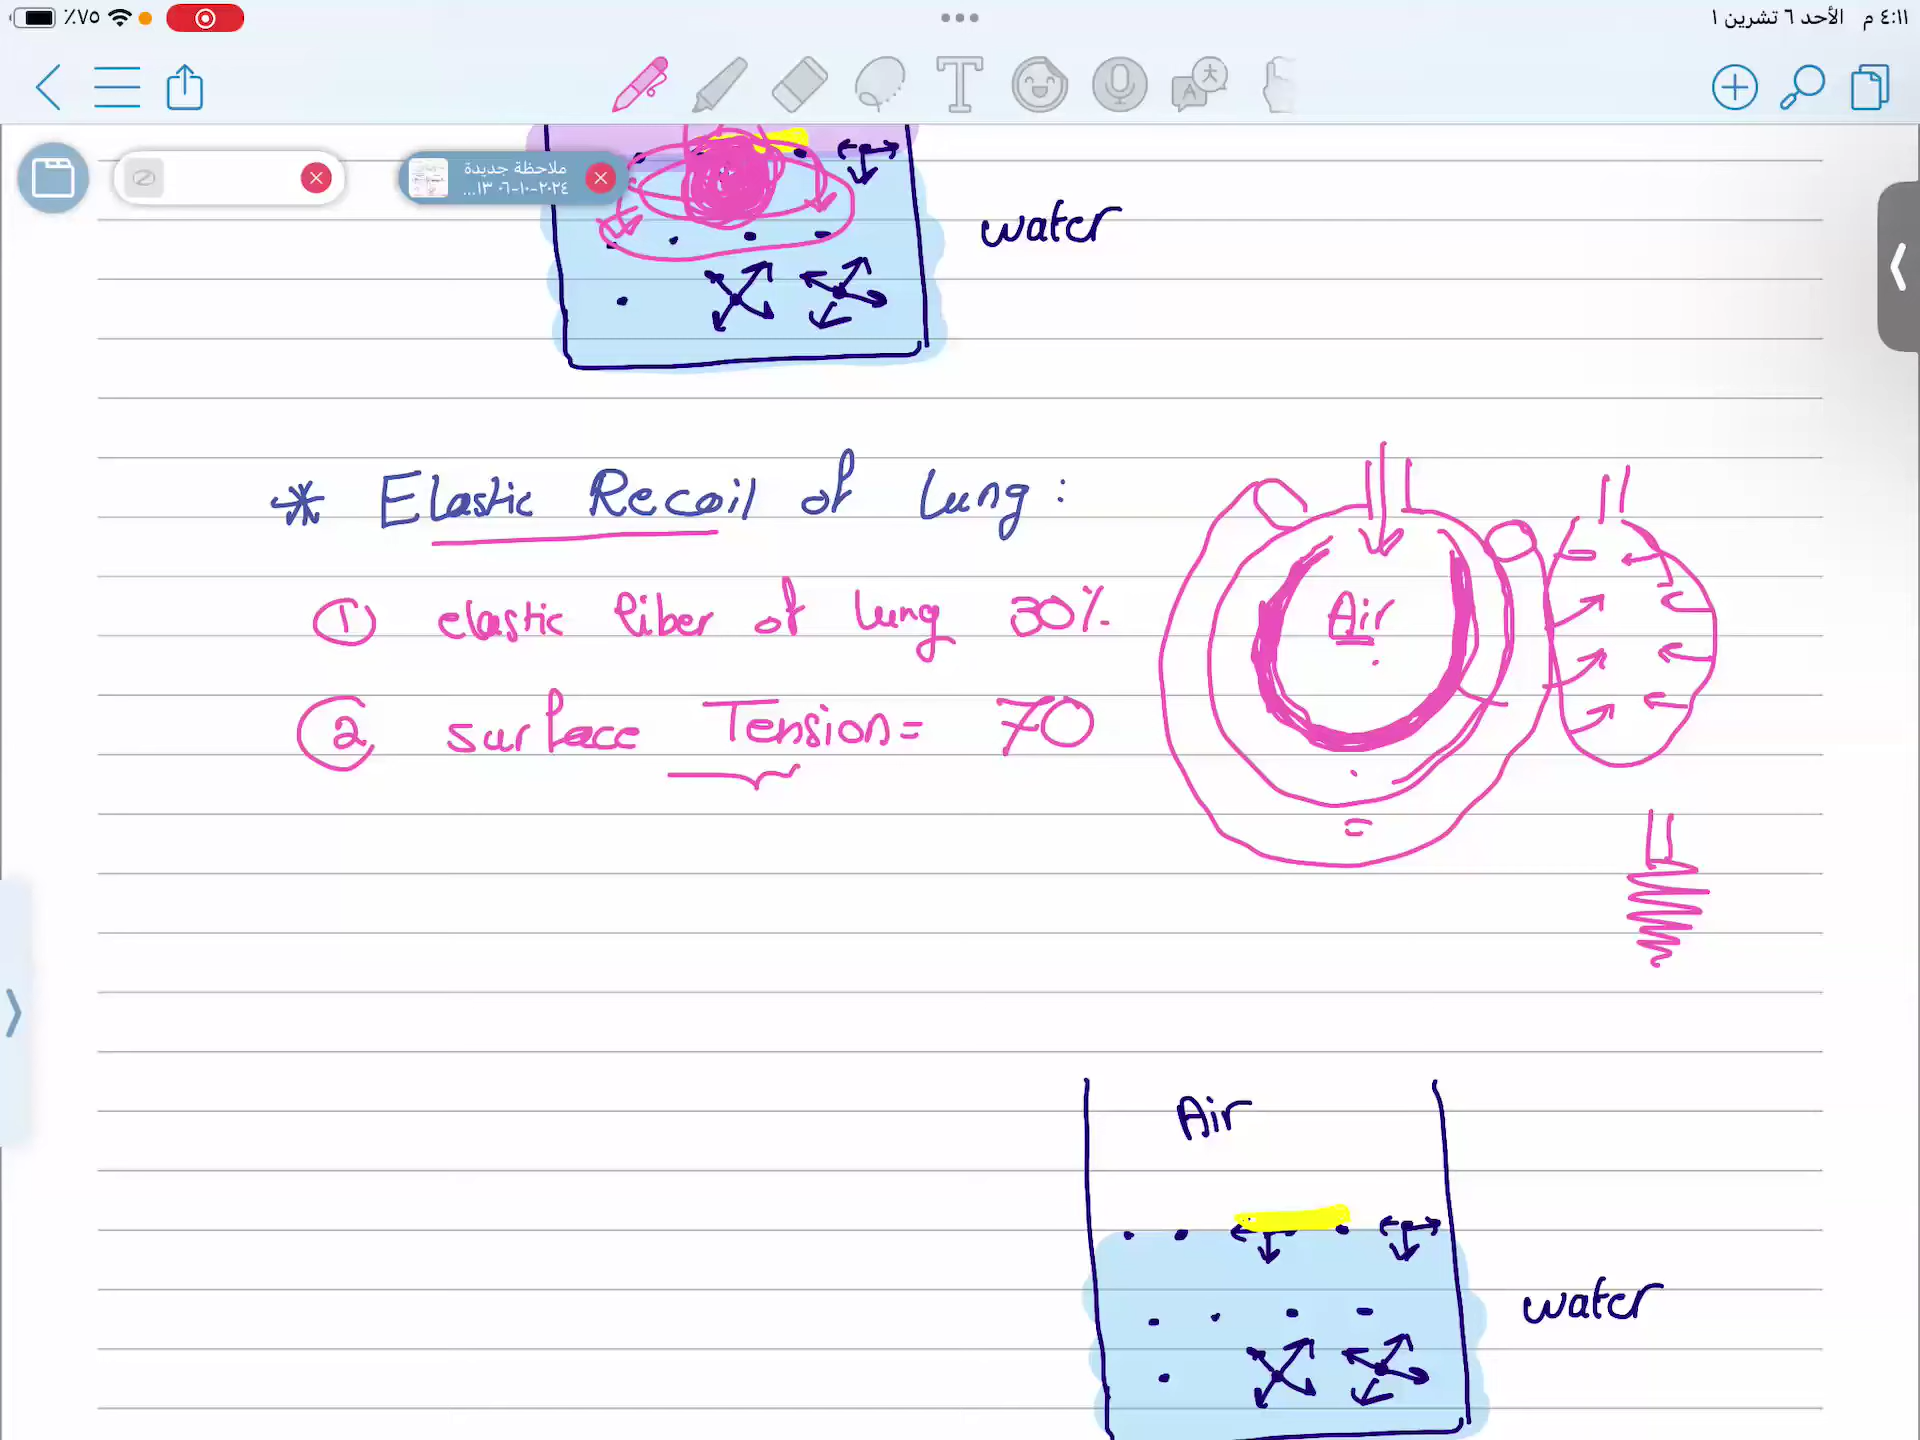 ٤:١١ م الأحد ٦ تشرين ١
٪٧٥
ملاحظة جديدة
٢٠٢٤-١٠-٠٦ ١٣...
water
* Elastic Recoil of lung:
① elastic fiber of lung 30%
② surface Tension= 70
Air
Air
water